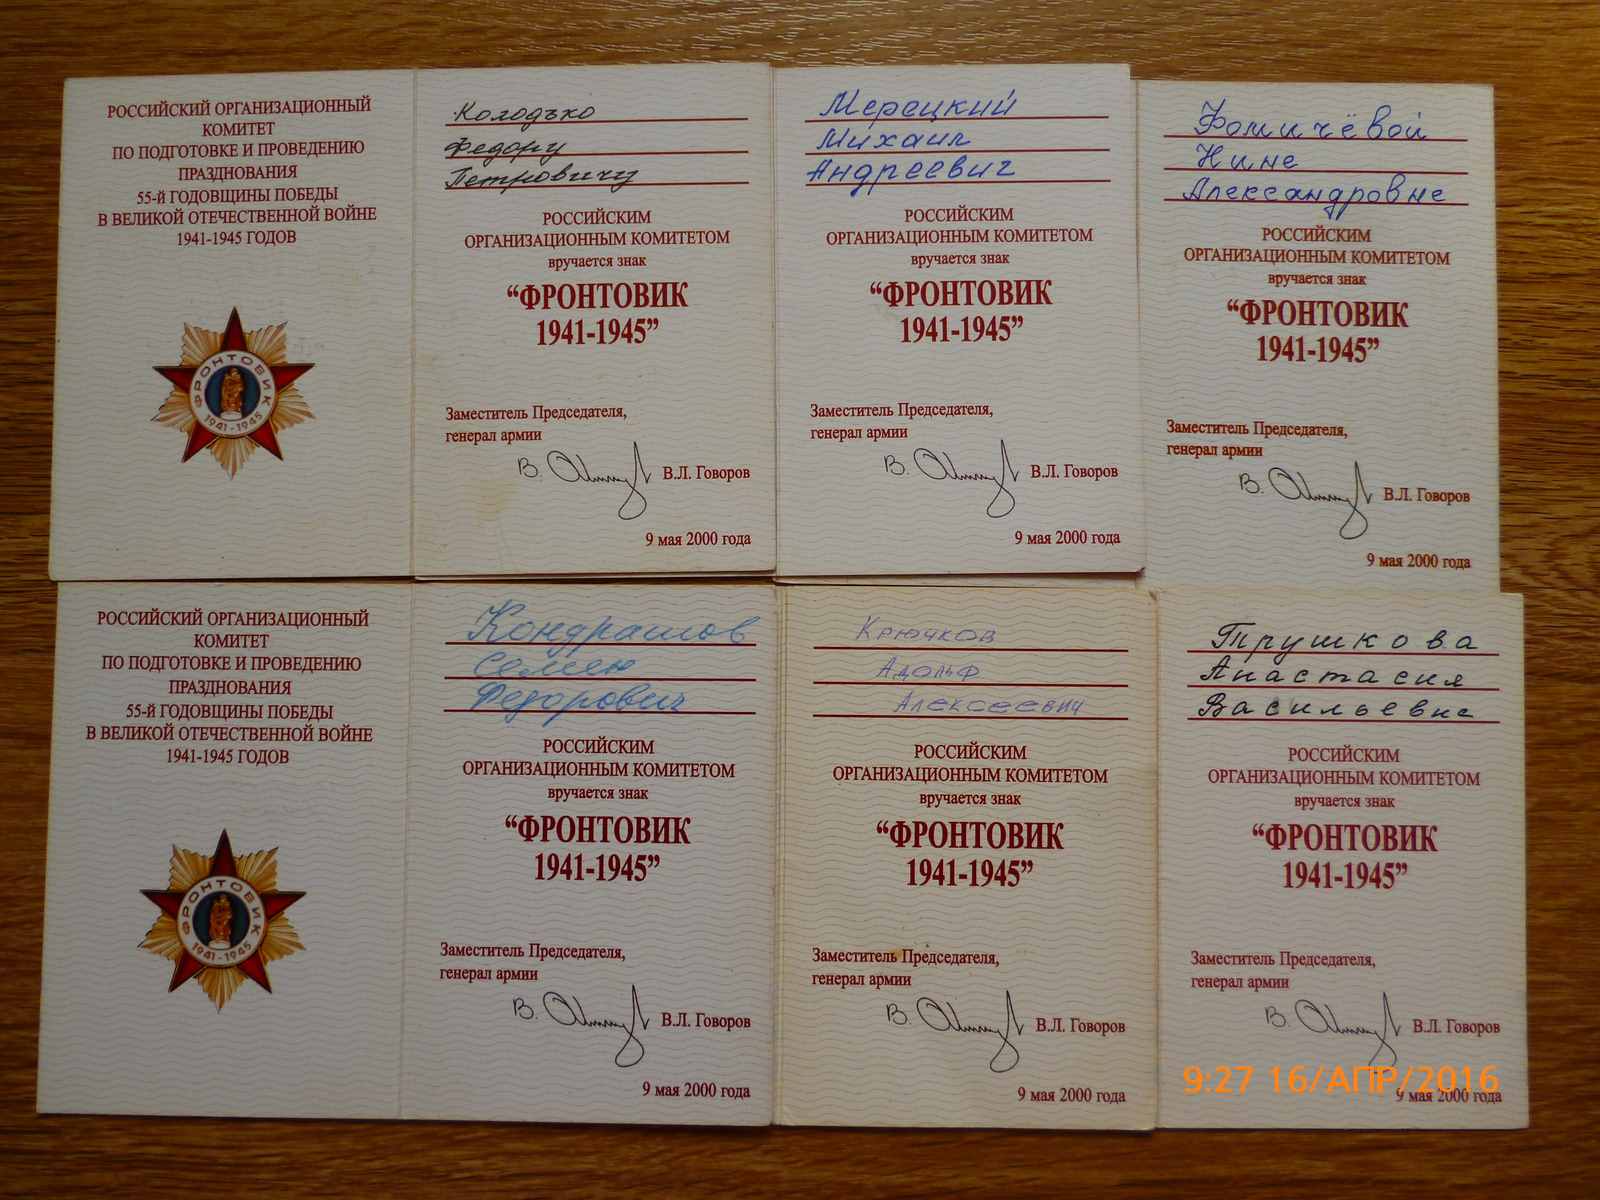 РОССИЙСКИЙ ОРГАНИЗАЦИОННЫЙ
КОМИТЕТ
ПО ПОДГОТОВКЕ И ПРОВЕДЕНИЮ
ПРАЗДНОВАНИЯ
55-й ГОДОВЩИНЫ ПОБЕДЫ
В ВЕЛИКОЙ ОТЕЧЕСТВЕННОЙ ВОЙНЕ
1941-1945 ГОДОВ
ФРОНТОВИК
1941-1945
Колодько
Федору
Петровичу
РОССИЙСКИМ
ОРГАНИЗАЦИОННЫМ КОМИТЕТОМ
вручается знак
“ФРОНТОВИК
1941-1945”
Заместитель Председателя,
генерал армии
В.Л. Говоров
9 мая 2000 года
Мерецкий
Михаил
Андреевич
РОССИЙСКИМ
ОРГАНИЗАЦИОННЫМ КОМИТЕТОМ
вручается знак
“ФРОНТОВИК
1941-1945”
Заместитель Председателя,
генерал армии
В.Л. Говоров
9 мая 2000 года
Фомичёвой
Нине
Александровне
РОССИЙСКИМ
ОРГАНИЗАЦИОННЫМ КОМИТЕТОМ
вручается знак
“ФРОНТОВИК
1941-1945”
Заместитель Председателя,
генерал армии
В.Л. Говоров
9 мая 2000 года
РОССИЙСКИЙ ОРГАНИЗАЦИОННЫЙ
КОМИТЕТ
ПО ПОДГОТОВКЕ И ПРОВЕДЕНИЮ
ПРАЗДНОВАНИЯ
55-й ГОДОВЩИНЫ ПОБЕДЫ
В ВЕЛИКОЙ ОТЕЧЕСТВЕННОЙ ВОЙНЕ
1941-1945 ГОДОВ
ФРОНТОВИК
1941-1945
Кондрашов
Семен
Федорович
РОССИЙСКИМ
ОРГАНИЗАЦИОННЫМ КОМИТЕТОМ
вручается знак
“ФРОНТОВИК
1941-1945”
Заместитель Председателя,
генерал армии
В.Л. Говоров
9 мая 2000 года
Крючков
Адольф
Алексеевич
РОССИЙСКИМ
ОРГАНИЗАЦИОННЫМ КОМИТЕТОМ
вручается знак
“ФРОНТОВИК
1941-1945”
Заместитель Председателя,
генерал армии
В.Л. Говоров
9 мая 2000 года
Трушкова
Анастасия
Васильевне
РОССИЙСКИМ
ОРГАНИЗАЦИОННЫМ КОМИТЕТОМ
вручается знак
“ФРОНТОВИК
1941-1945”
Заместитель Председателя,
генерал армии
В.Л. Говоров
9:27 16/АПР/2016
9 мая 2000 года